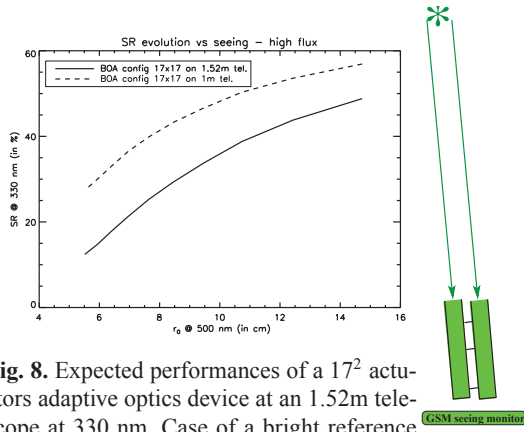 SR evolution vs seeing – high flux
BOA config 17x17 on 1.52m tel.
BOA config 17x17 on 1m tel.
60
40
20
0
SR @ 330 nm (in %)
4 6 8 10 12 14 16
r₀ @ 500 nm (in cm)
GSM seeing monitor
ig. 8. Expected performances of a 17² actu-
tors adaptive optics device at an 1.52m tele-
cope at 330 nm. Case of a bright reference